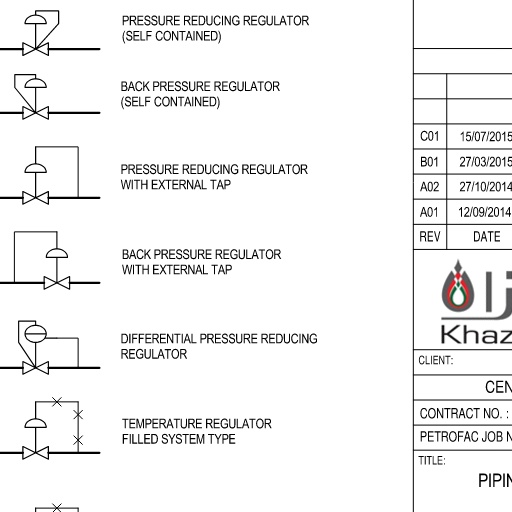 PRESSURE REDUCING REGULATOR
(SELF CONTAINED)
BACK PRESSURE REGULATOR
(SELF CONTAINED)
PRESSURE REDUCING REGULATOR
WITH EXTERNAL TAP
BACK PRESSURE REGULATOR
WITH EXTERNAL TAP
DIFFERENTIAL PRESSURE REDUCING
REGULATOR
TEMPERATURE REGULATOR
FILLED SYSTEM TYPE
C01 15/07/2015
B01 27/03/2015
A02 27/10/2014
A01 12/09/2014
REV DATE
Khaz
CLIENT:
CEN
CONTRACT NO. :
PETROFAC JOB N
TITLE:
PIPIN